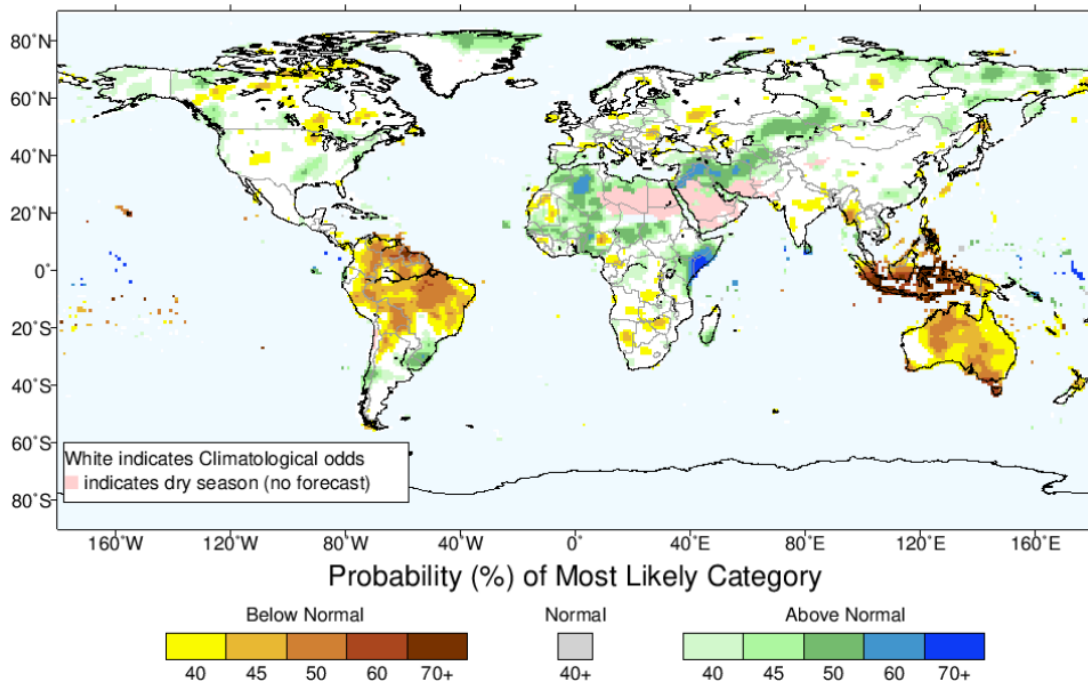 80°N
60°N
40°N
20°N
0°
20°S
40°S
60°S
80°S
White indicates Climatological odds
indicates dry season (no forecast)
160°W 120°W 80°W 40°W 0° 40°E 80°E 120°E 160°E
Probability (%) of Most Likely Category
Below Normal Normal Above Normal
40 45 50 60 70+ 40+ 40 45 50 60 70+